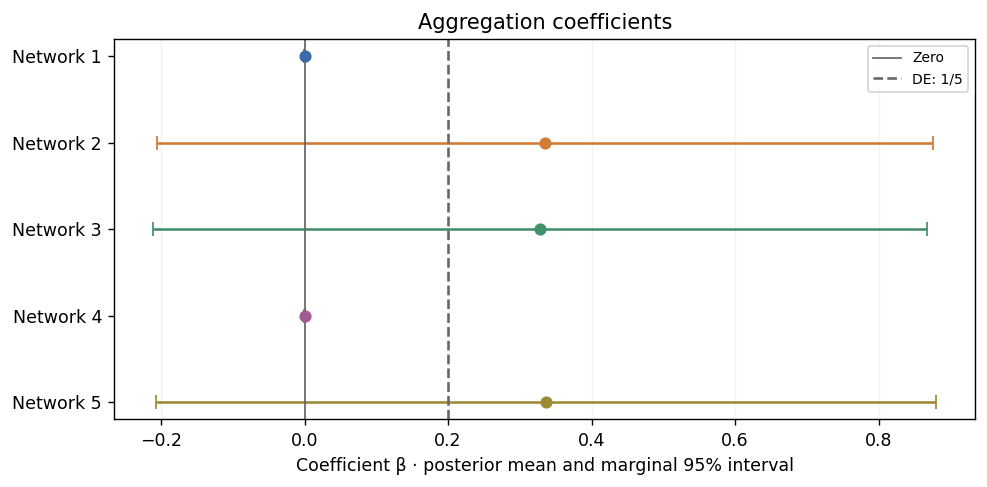 Aggregation coefficients
Network 1
Network 2
Network 3
Network 4
Network 5
Zero
DE: 1/5
−0.2 0.0 0.2 0.4 0.6 0.8
Coefficient β · posterior mean and marginal 95% interval